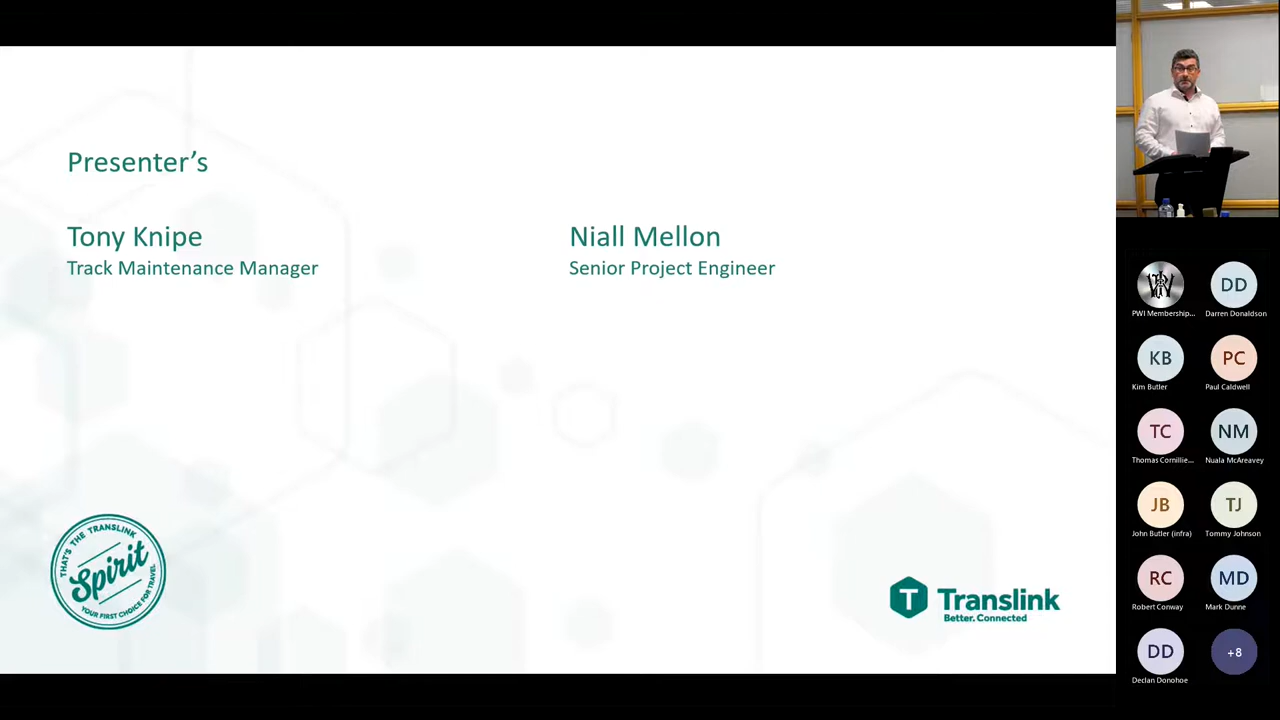 Presenter's
Tony Knipe
Track Maintenance Manager
Niall Mellon
Senior Project Engineer
THAT'S THE TRANSLINK
Spirit
YOUR FIRST CHOICE FOR TRAVEL
T Translink
Better. Connected
PWI Membership...
DD
Darren Donaldson
KB
Kim Butler
PC
Paul Caldwell
TC
Thomas Cornillie...
NM
Nuala McAreavey
JB
John Butler (infra)
TJ
Tommy Johnson
RC
Robert Conway
MD
Mark Dunne
DD
Declan Donohoe
+8